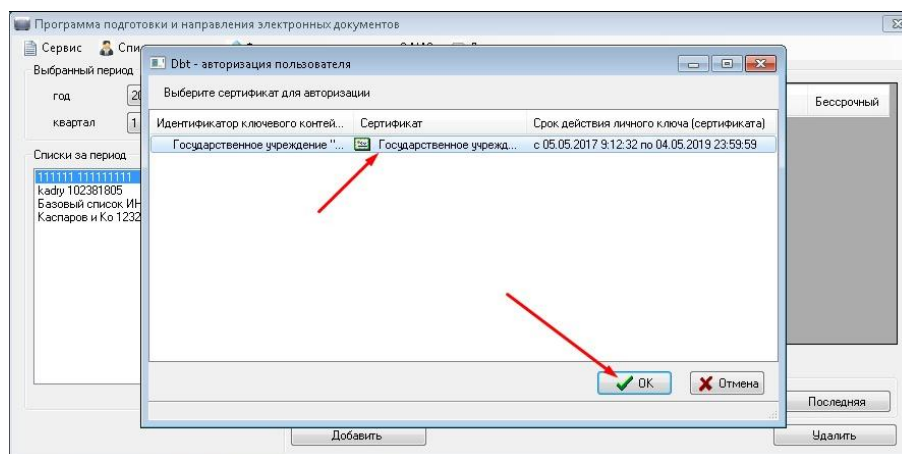 Программа подготовки и направления электронных документов
Сервис
Выбранный период
год
квартал 1
Списки за период
111111 111111111
kadry 102381805
Базовый список ИН
Каспаров и Ко 1232
Dbt - авторизация пользователя
Выберите сертификат для авторизации
Идентификатор ключевого контей... Сертификат Срок действия личного ключа (сертификата)
Государственное учреждение "... Государственное учрежд... с 05.05.2017 9:12:32 по 04.05.2019 23:59:59
OK Отмена
Бессрочный
Последняя
Добавить Удалить